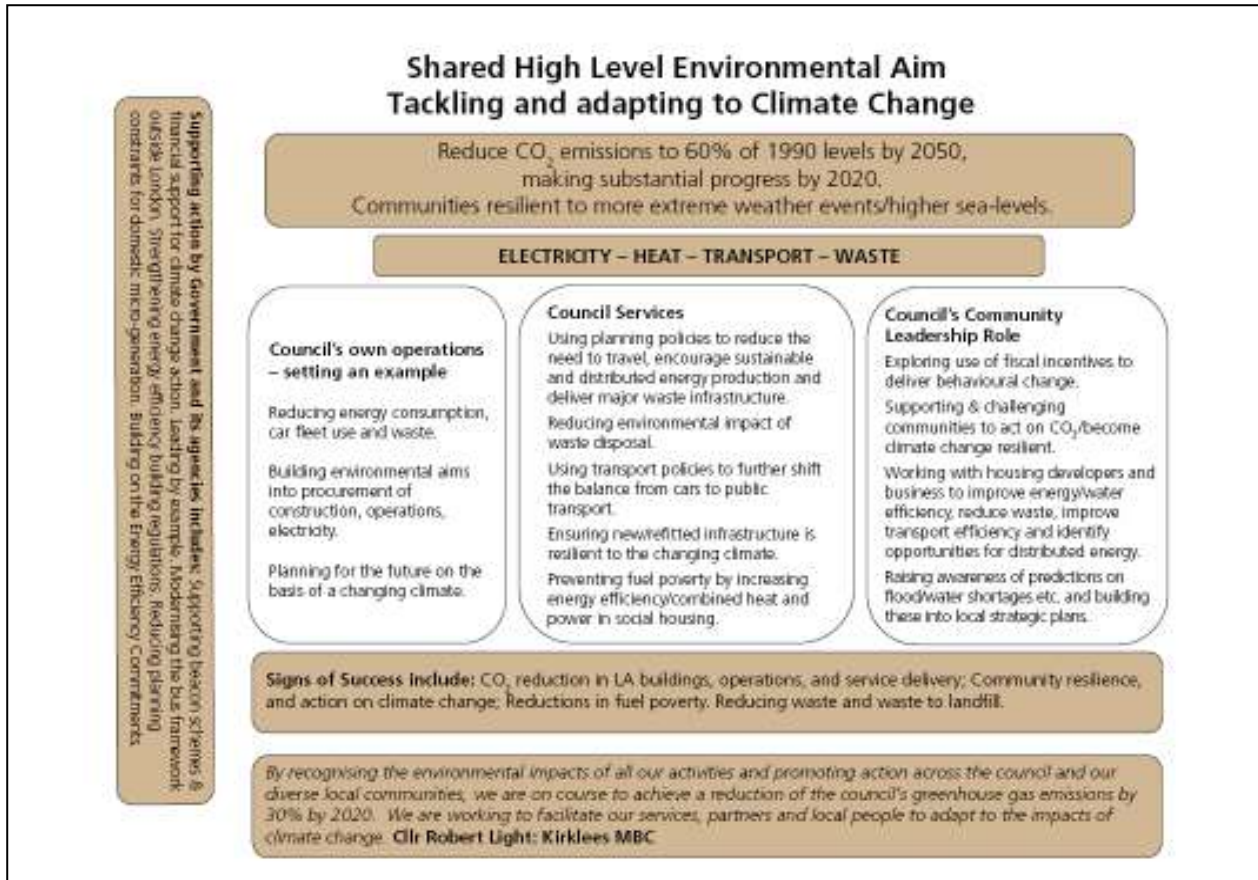 Shared High Level Environmental Aim
Tackling and adapting to Climate Change
Supporting action by Government and its agencies includes: Supporting beacon schemes &
financial support for climate change action. Leading by example. Modernising the bus framework
outside London. Strengthening energy efficiency building regulations. Reducing planning
constraints for domestic micro-generation. Building on the Energy Efficiency Commitments.
Reduce CO₂ emissions to 60% of 1990 levels by 2050,
making substantial progress by 2020.
Communities resilient to more extreme weather events/higher sea-levels.
ELECTRICITY – HEAT – TRANSPORT – WASTE
Council's own operations
– setting an example
Reducing energy consumption,
car fleet use and waste.
Building environmental aims
into procurement of
construction, operations,
electricity.
Planning for the future on the
basis of a changing climate.
Council Services
Using planning policies to reduce the
need to travel, encourage sustainable
and distributed energy production and
deliver major waste infrastructure.
Reducing environmental impact of
waste disposal.
Using transport policies to further shift
the balance from cars to public
transport.
Ensuring new/refitted infrastructure is
resilient to the changing climate.
Preventing fuel poverty by increasing
energy efficiency/combined heat and
power in social housing.
Council's Community
Leadership Role
Exploring use of fiscal incentives to
deliver behavioural change.
Supporting & challenging
communities to act on CO₂/become
climate change resilient.
Working with housing developers and
business to improve energy/water
efficiency, reduce waste, improve
transport efficiency and identify
opportunities for distributed energy.
Raising awareness of predictions on
flood/water shortages etc. and building
these into local strategic plans.
Signs of Success include: CO₂ reduction in LA buildings, operations, and service delivery; Community resilience,
and action on climate change; Reductions in fuel poverty. Reducing waste and waste to landfill.
By recognising the environmental impacts of all our activities and promoting action across the council and our
diverse local communities, we are on course to achieve a reduction of the council's greenhouse gas emissions by
30% by 2020. We are working to facilitate our services, partners and local people to adapt to the impacts of
climate change. Cllr Robert Light: Kirklees MBC